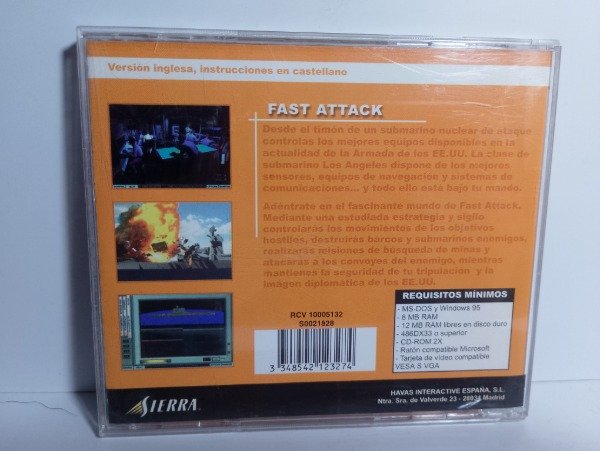 Versión inglesa, instrucciones en castellano
FAST ATTACK
Desde el timón de un submarino nuclear de ataque
controlas los mejores equipos disponibles en la
actualidad de la Armada de los EE.UU. La clase de
submarino Los Angeles dispone de los mejores
sensores, equipos de navegación y sistemas de
comunicaciones... y todo ello está bajo tu mando.
Adéntrate en el fascinante mundo de Fast Attack.
Mediante una estudiada estrategia y sigilo
controlarás los movimientos de los objetivos
hostiles, destruirás barcos y submarinos enemigos,
realizarás misiones de búsqueda de minas y
atacarás a los convoyes del enemigo, mientras
mantienes la seguridad de tu tripulación y la
imagen diplomática de los EE.UU.
RCV 10005132
S0021828
3 348542 123274
REQUISITOS MÍNIMOS
- MS-DOS y Windows 95
- 8 MB RAM
- 12 MB RAM libres en disco duro
- 486DX33 o superior
- CD-ROM 2X
- Ratón compatible Microsoft
- Tarjeta de vídeo compatible
VESA S VGA
SIERRA
HAVAS INTERACTIVE ESPAÑA, S.L.
Ntra. Sra. de Valverde 23 - 28034 Madrid